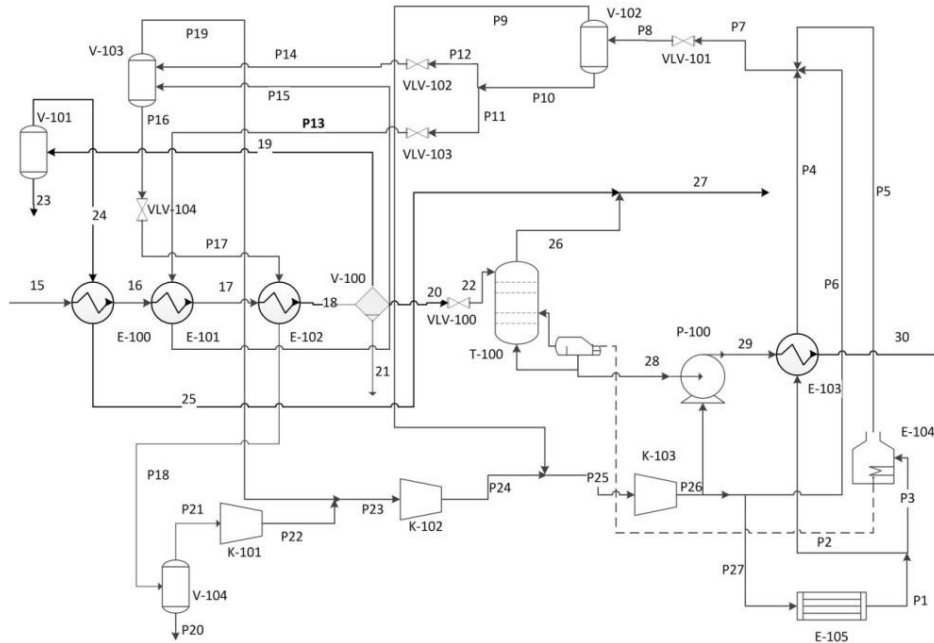 P9
V-102
P7
P19
P8
V-103
P14
P12
VLV-101
VLV-102
P15
P10
P16
P11
V-101
P13
19
VLV-103
P4
P5
23
27
24
VLV-104
26
P17
V-100
P6
15
16
17
18
20
22
VLV-100
30
P-100
29
E-100
E-101
E-102
T-100
28
21
E-103
25
E-104
K-103
P18
P24
P25
P26
P3
P21
P23
P22
K-102
P2
K-101
P27
V-104
P1
P20
E-105